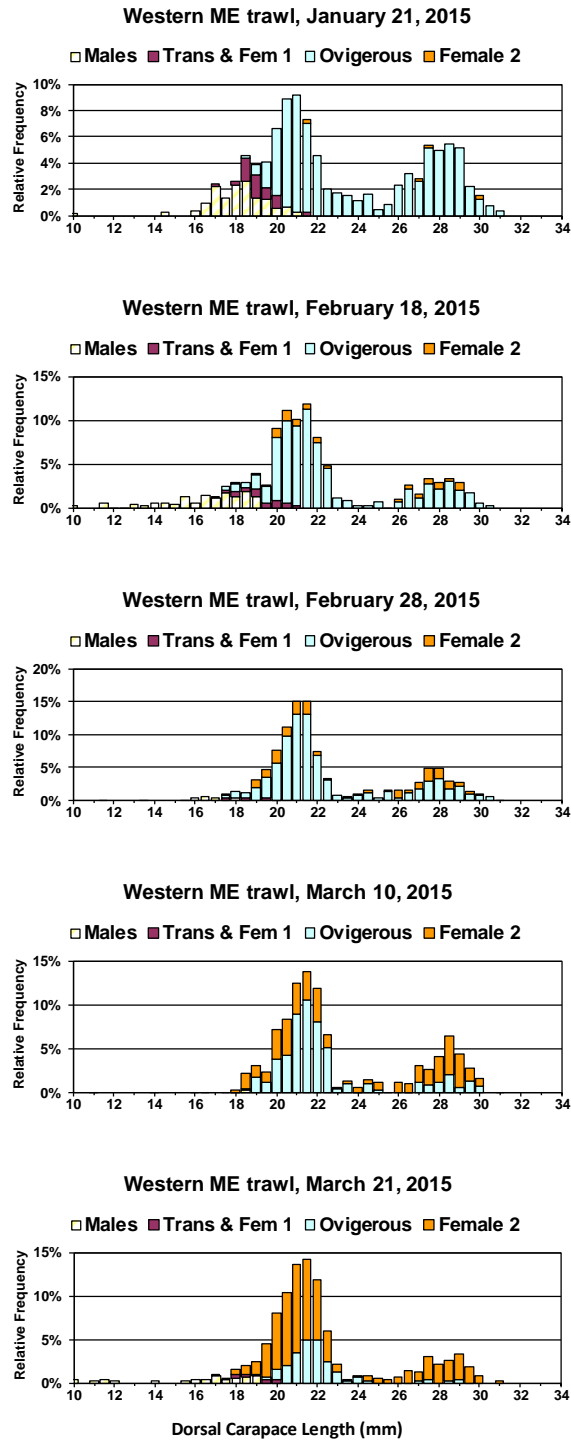 Western ME trawl, January 21, 2015
Males Trans & Fem 1 Ovigerous Female 2
Relative Frequency
10%
8%
6%
4%
2%
0%
10 12 14 16 18 20 22 24 26 28 30 32 34
Western ME trawl, February 18, 2015
Males Trans & Fem 1 Ovigerous Female 2
Relative Frequency
15%
10%
5%
0%
10 12 14 16 18 20 22 24 26 28 30 32 34
Western ME trawl, February 28, 2015
Males Trans & Fem 1 Ovigerous Female 2
Relative Frequency
20%
15%
10%
5%
0%
10 12 14 16 18 20 22 24 26 28 30 32 34
Western ME trawl, March 10, 2015
Males Trans & Fem 1 Ovigerous Female 2
Relative Frequency
15%
10%
5%
0%
10 12 14 16 18 20 22 24 26 28 30 32 34
Western ME trawl, March 21, 2015
Males Trans & Fem 1 Ovigerous Female 2
Relative Frequency
15%
10%
5%
0%
10 12 14 16 18 20 22 24 26 28 30 32 34
Dorsal Carapace Length (mm)